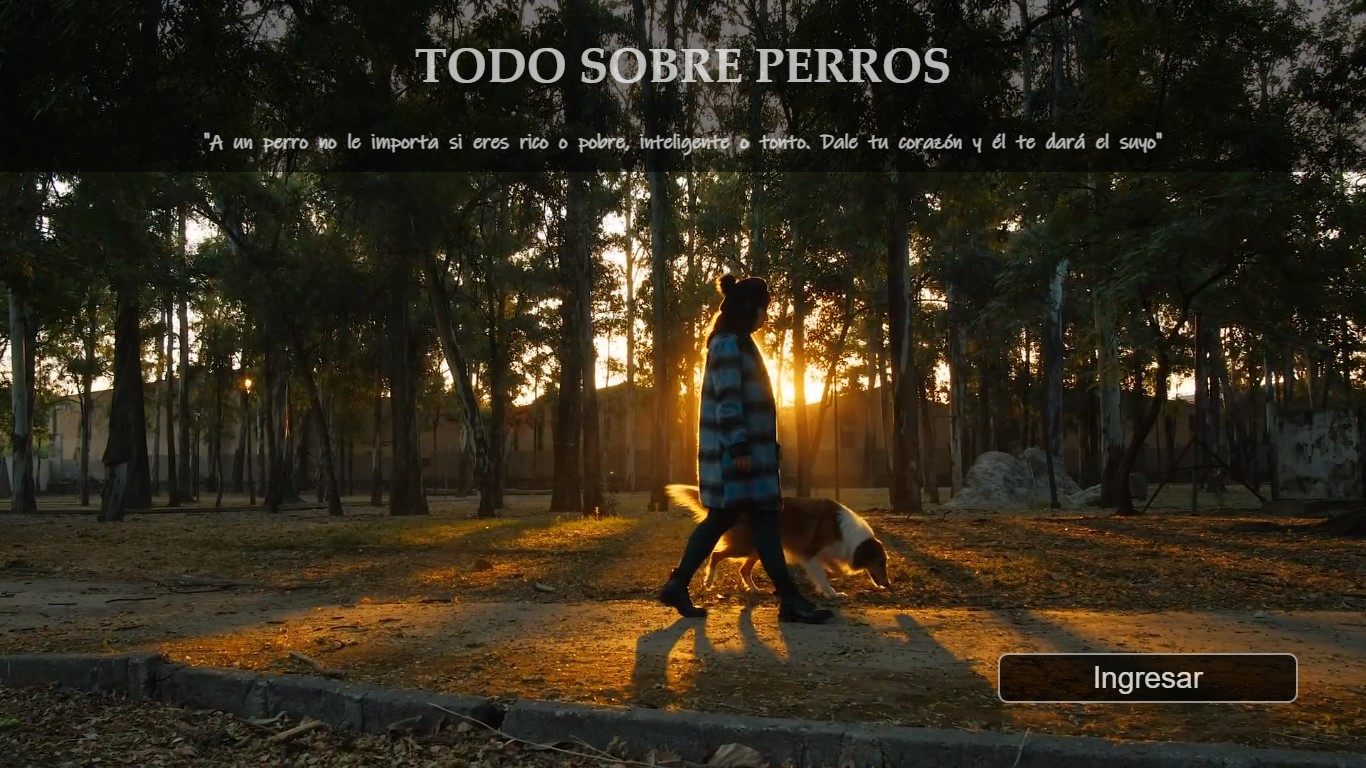 TODO SOBRE PERROS
"A un perro no le importa si eres rico o pobre, inteligente o tonto. Dale tu corazón y él te dará el suyo"
Ingresar